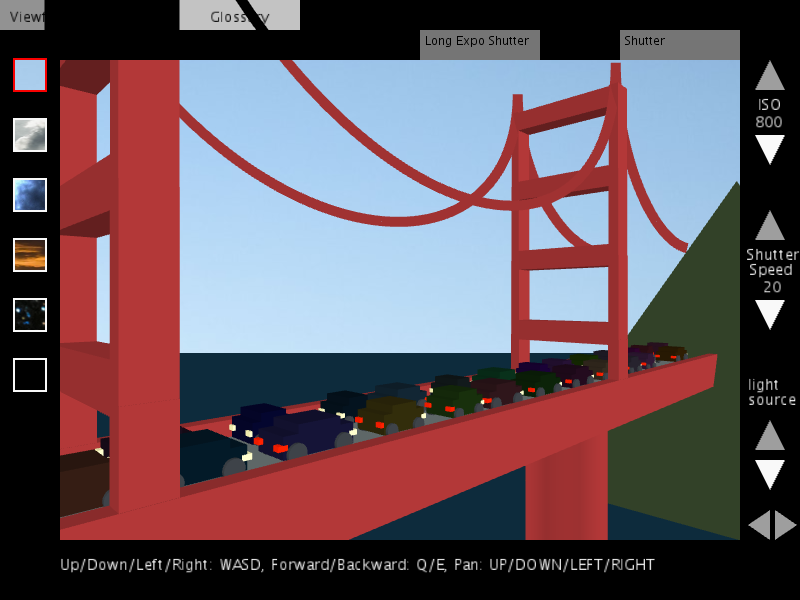 Glossary
Long Expo Shutter
Shutter
ISO
800
Shutter
Speed
20
light
source
Up/Down/Left/Right: WASD, Forward/Backward: Q/E, Pan: UP/DOWN/LEFT/RIGHT